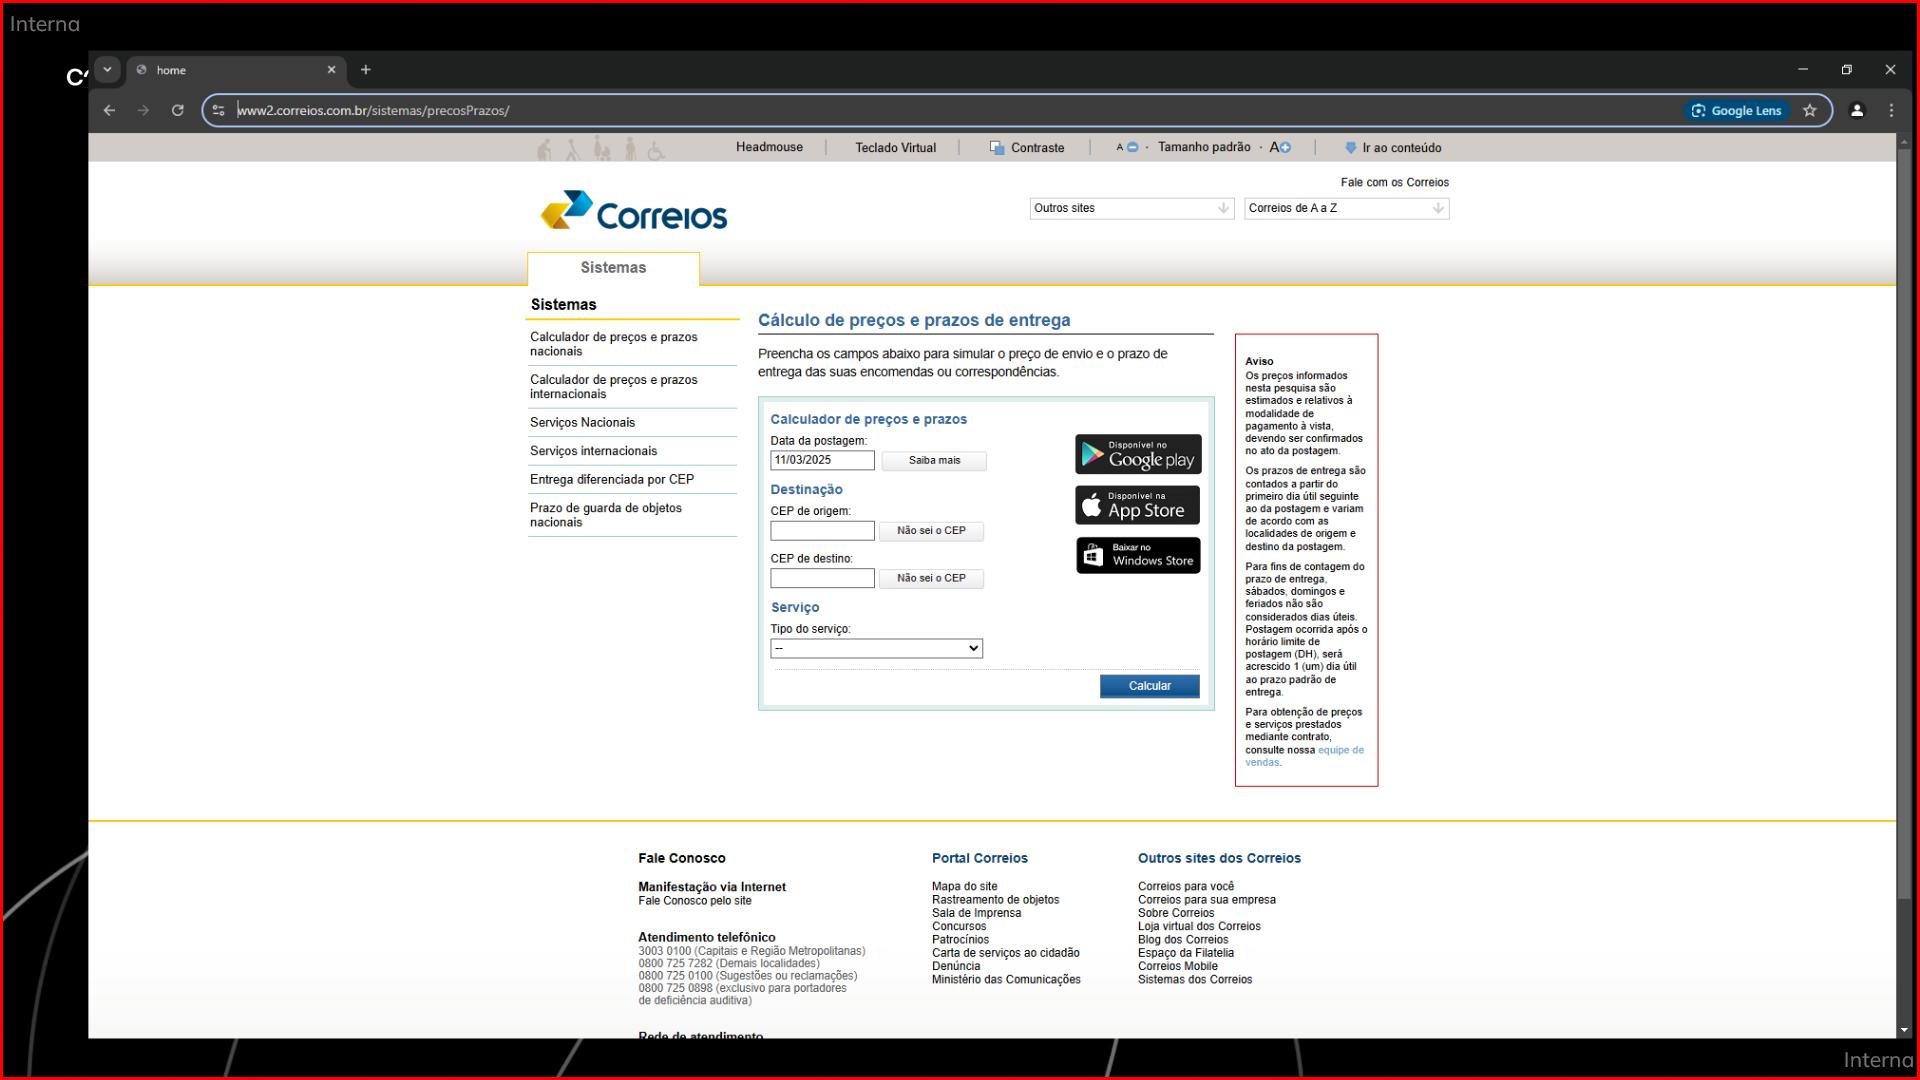 Interna
home
www2.correios.com.br/sistemas/precosPrazos/
Google Lens
Headmouse
Teclado Virtual
Contraste
A - Tamanho padrão - A
Ir ao conteúdo
Fale com os Correios
Correios
Outros sites
Correios de A a Z
Sistemas
Sistemas
Calculador de preços e prazos
nacionais
Calculador de preços e prazos
internacionais
Serviços Nacionais
Serviços internacionais
Entrega diferenciada por CEP
Prazo de guarda de objetos
nacionais
Cálculo de preços e prazos de entrega
Preencha os campos abaixo para simular o preço de envio e o prazo de
entrega das suas encomendas ou correspondências.
Calculador de preços e prazos
Data da postagem:
11/03/2025
Saiba mais
Destinação
CEP de origem:
Não sei o CEP
CEP de destino:
Não sei o CEP
Serviço
Tipo do serviço:
--
Calcular
Disponível no
Google play
Disponível na
App Store
Baixar no
Windows Store
Aviso
Os preços informados
nesta pesquisa são
estimados e relativos à
modalidade de
pagamento à vista,
devendo ser confirmados
no ato da postagem.
Os prazos de entrega são
contados a partir do
primeiro dia útil seguinte
ao da postagem e variam
de acordo com as
localidades de origem e
destino da postagem.
Para fins de contagem do
prazo de entrega,
sábados, domingos e
feriados não são
considerados dias úteis.
Postagem ocorrida após o
horário limite de
postagem (DH), será
acrescido 1 (um) dia útil
ao prazo padrão de
entrega.
Para obtenção de preços
e serviços prestados
mediante contrato,
consulte nossa equipe de
vendas.
Fale Conosco
Manifestação via Internet
Fale Conosco pelo site
Atendimento telefônico
3003 0100 (Capitais e Região Metropolitanas)
0800 725 7282 (Demais localidades)
0800 725 0100 (Sugestões ou reclamações)
0800 725 0898 (exclusivo para portadores
de deficiência auditiva)
Rede de atendimento
Portal Correios
Mapa do site
Rastreamento de objetos
Sala de Imprensa
Concursos
Patrocínios
Carta de serviços ao cidadão
Denúncia
Ministério das Comunicações
Outros sites dos Correios
Correios para você
Correios para sua empresa
Sobre Correios
Loja virtual dos Correios
Blog dos Correios
Espaço da Filatelia
Correios Mobile
Sistemas dos Correios
Interna